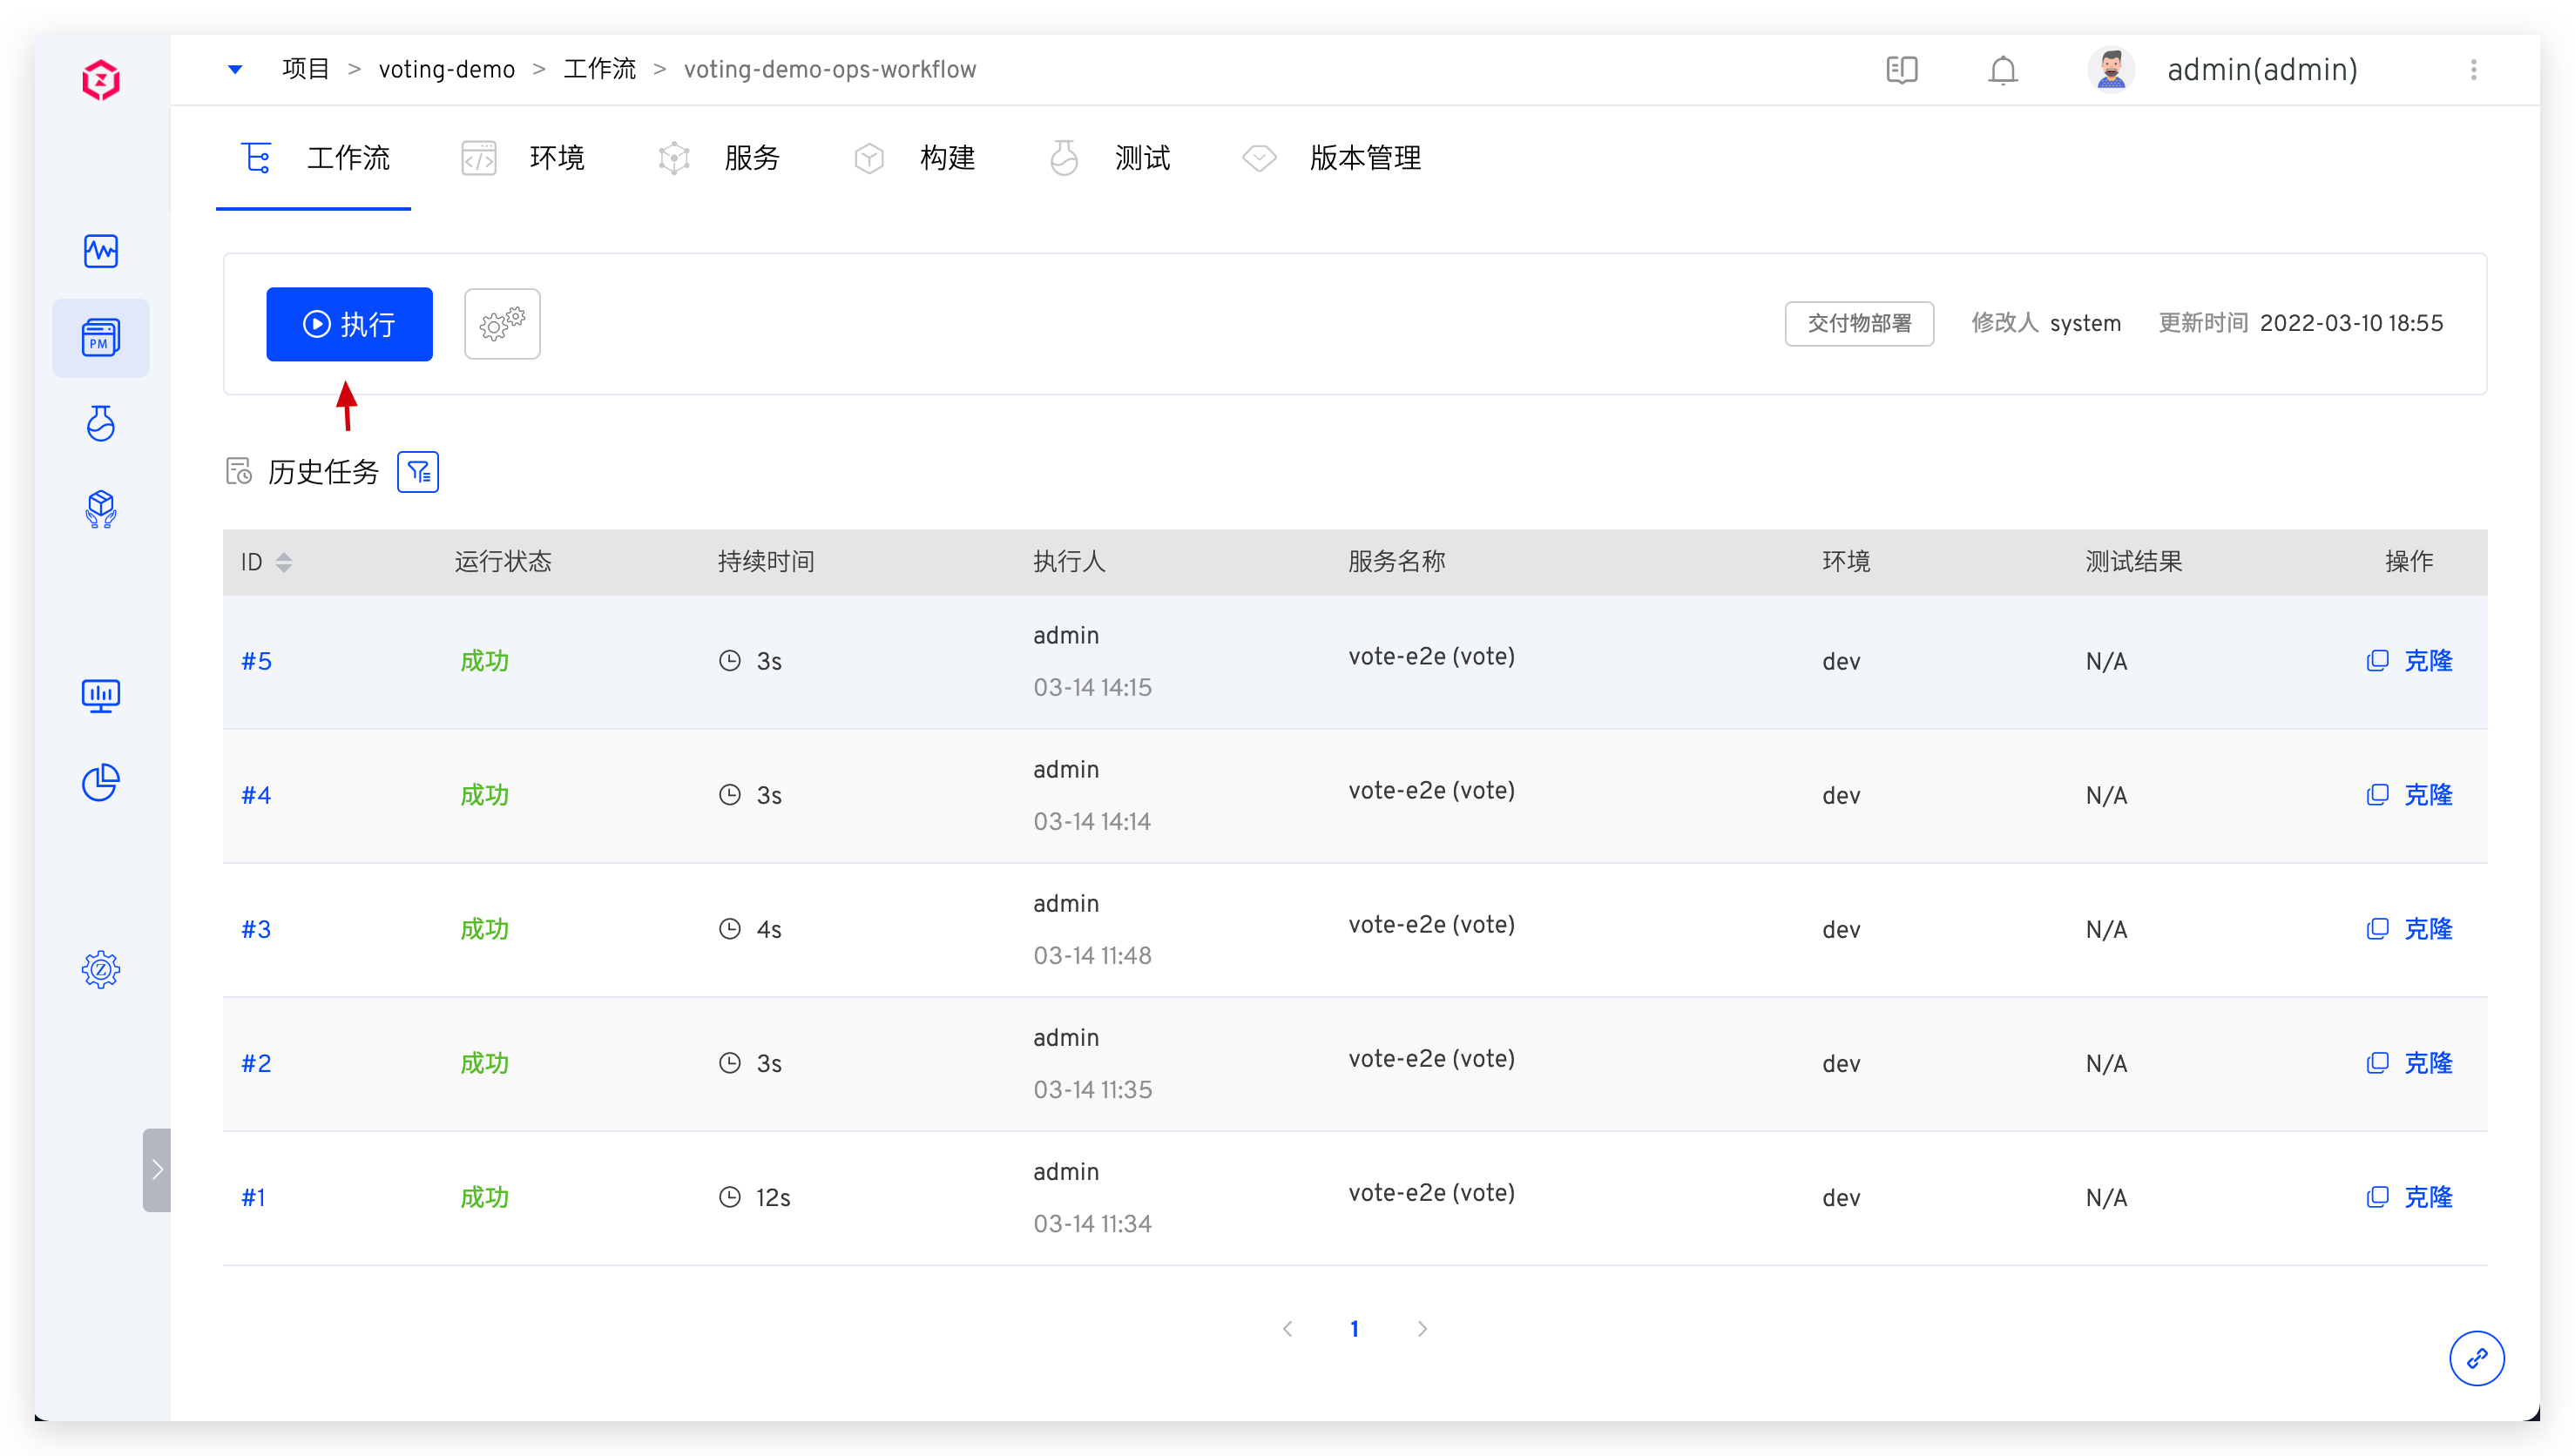 项目 > voting-demo > 工作流 > voting-demo-ops-workflow admin(admin)
工作流 环境 服务 构建 测试 版本管理
执行 交付物部署 修改人 system 更新时间 2022-03-10 18:55
历史任务
ID 运行状态 持续时间 执行人 服务名称 环境 测试结果 操作
#5 成功 3s admin vote-e2e (vote) dev N/A 克隆
03-14 14:15
#4 成功 3s admin vote-e2e (vote) dev N/A 克隆
03-14 14:14
#3 成功 4s admin vote-e2e (vote) dev N/A 克隆
03-14 11:48
#2 成功 3s admin vote-e2e (vote) dev N/A 克隆
03-14 11:35
#1 成功 12s admin vote-e2e (vote) dev N/A 克隆
03-14 11:34
< 1 >
PM